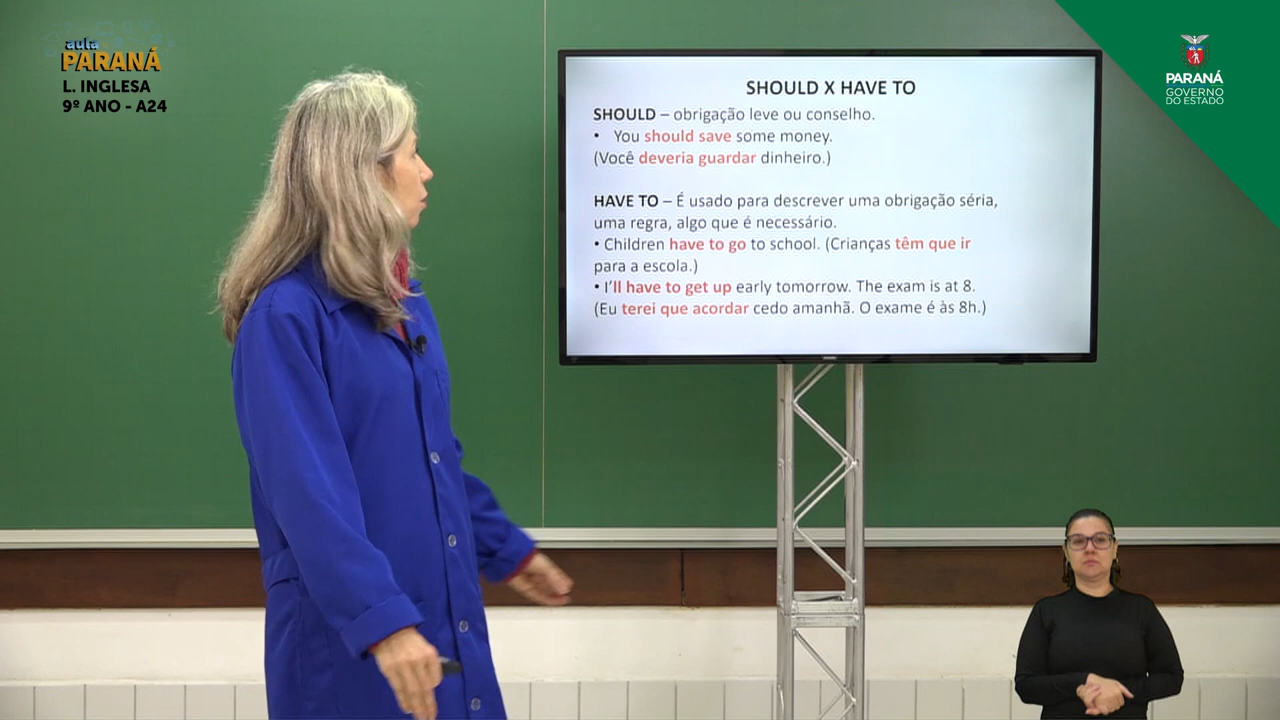 aula
PARANÁ
L. INGLESA
9º ANO - A24
SHOULD X HAVE TO
SHOULD – obrigação leve ou conselho.
• You should save some money.
(Você deveria guardar dinheiro.)
HAVE TO – É usado para descrever uma obrigação séria,
uma regra, algo que é necessário.
• Children have to go to school. (Crianças têm que ir
para a escola.)
• I'll have to get up early tomorrow. The exam is at 8.
(Eu terei que acordar cedo amanhã. O exame é às 8h.)
PARANÁ
GOVERNO
DO ESTADO